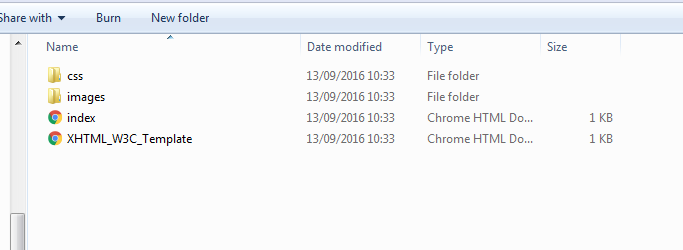 Share with Burn New folder
Name Date modified Type Size
css 13/09/2016 10:33 File folder
images 13/09/2016 10:33 File folder
index 13/09/2016 10:33 Chrome HTML Do... 1 KB
XHTML_W3C_Template 13/09/2016 10:33 Chrome HTML Do... 1 KB